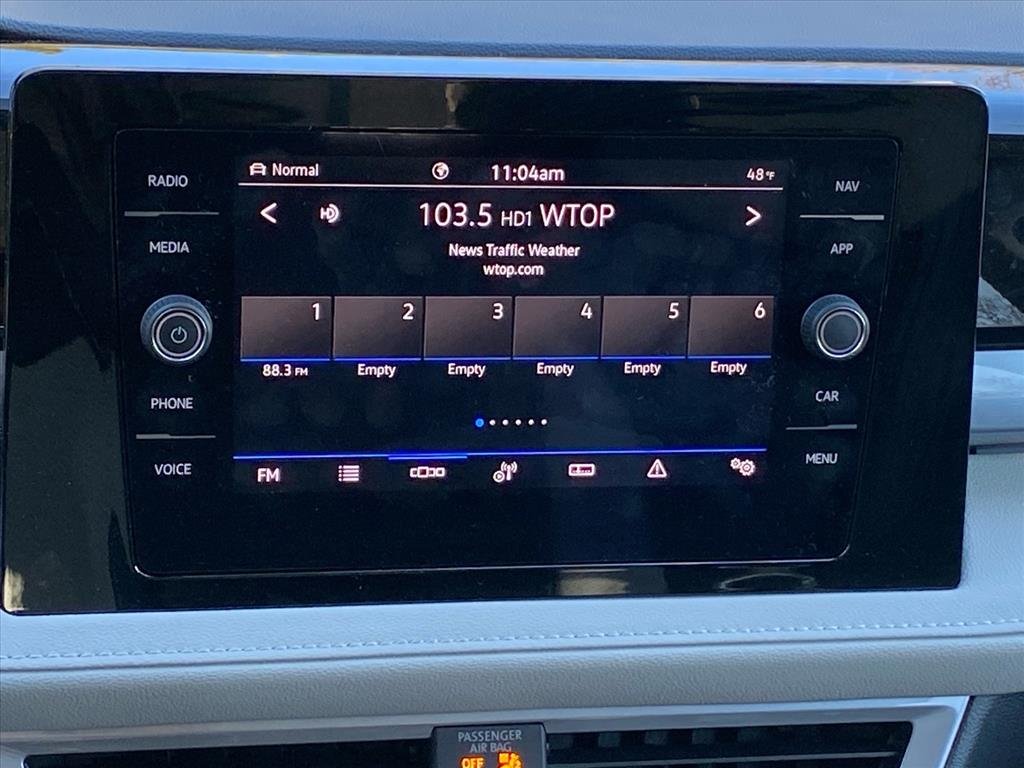 RADIO
MEDIA
PHONE
VOICE
Normal 11:04am 48°F
< HD 103.5 HD1 WTOP >
News Traffic Weather
wtop.com
1 2 3 4 5 6
88.3 FM Empty Empty Empty Empty Empty
FM
NAV
APP
CAR
MENU
PASSENGER
AIR BAG
OFF